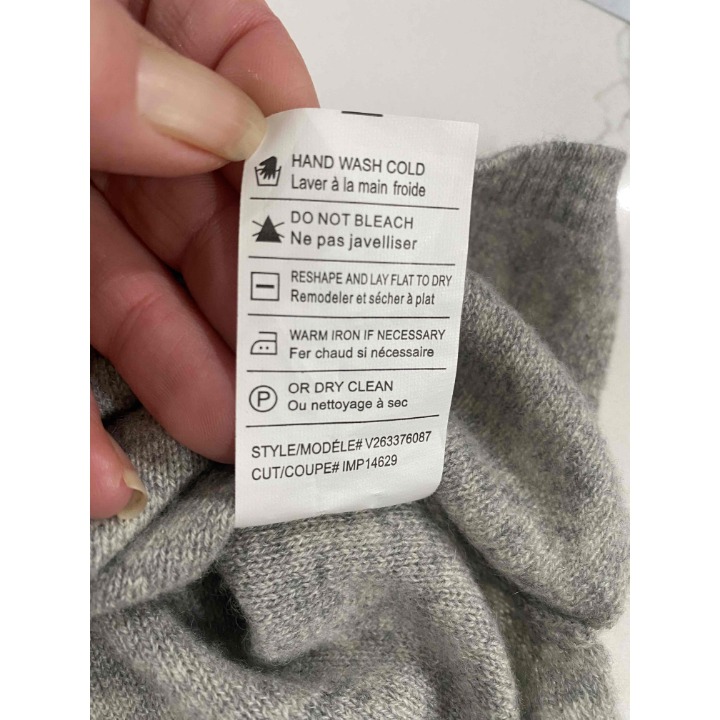 HAND WASH COLD
Laver à la main froide
DO NOT BLEACH
Ne pas javelliser
RESHAPE AND LAY FLAT TO DRY
Remodeler et sécher à plat
WARM IRON IF NECESSARY
Fer chaud si nécessaire
P
OR DRY CLEAN
Ou nettoyage à sec
STYLE/MODÉLE# V263376087
CUT/COUPE# IMP14629